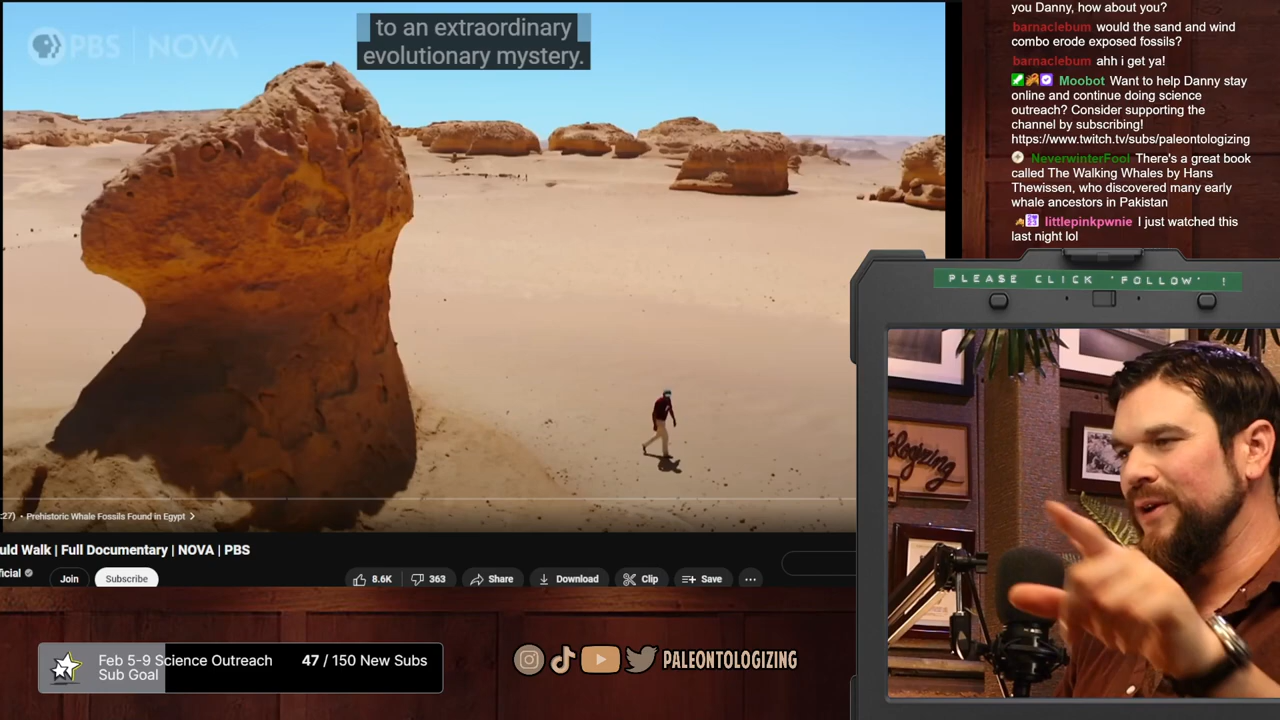 PBS | NOVA
to an extraordinary
evolutionary mystery.
:27) • Prehistoric Whale Fossils Found in Egypt >
uld Walk | Full Documentary | NOVA | PBS
ficial
Join
Subscribe
8.6K
363
Share
Download
Clip
Save
you Danny, how about you?
barnaclebum would the sand and wind
combo erode exposed fossils?
barnaclebum ahh i get ya!
Moobot Want to help Danny stay
online and continue doing science
outreach? Consider supporting the
channel by subscribing!
https://www.twitch.tv/subs/paleontologizing
NeverwinterFool There's a great book
called The Walking Whales by Hans
Thewissen, who discovered many early
whale ancestors in Pakistan
littlepinkpwnie I just watched this
last night lol
PLEASE CLICK "FOLLOW" !
ologizing
Feb 5-9 Science Outreach
Sub Goal
47 / 150 New Subs
PALEONTOLOGIZING